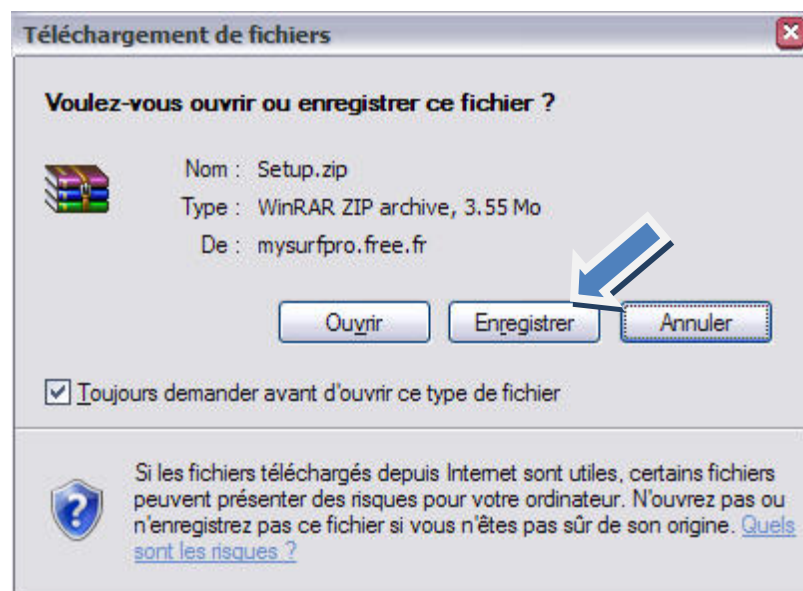 Téléchargement de fichiers
Voulez-vous ouvrir ou enregistrer ce fichier ?
Nom : Setup.zip
Type : WinRAR ZIP archive, 3.55 Mo
De : mysurfpro.free.fr
Ouvrir Enregistrer Annuler
Toujours demander avant d'ouvrir ce type de fichier
Si les fichiers téléchargés depuis Internet sont utiles, certains fichiers
peuvent présenter des risques pour votre ordinateur. N'ouvrez pas ou
n'enregistrez pas ce fichier si vous n'êtes pas sûr de son origine. Quels
sont les risques ?